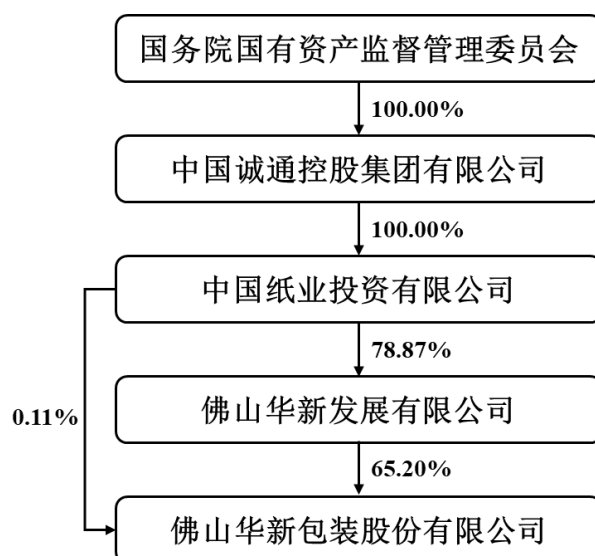 国务院国有资产监督管理委员会
100.00%
中国诚通控股集团有限公司
100.00%
中国纸业投资有限公司
78.87%
佛山华新发展有限公司
0.11%
65.20%
佛山华新包装股份有限公司